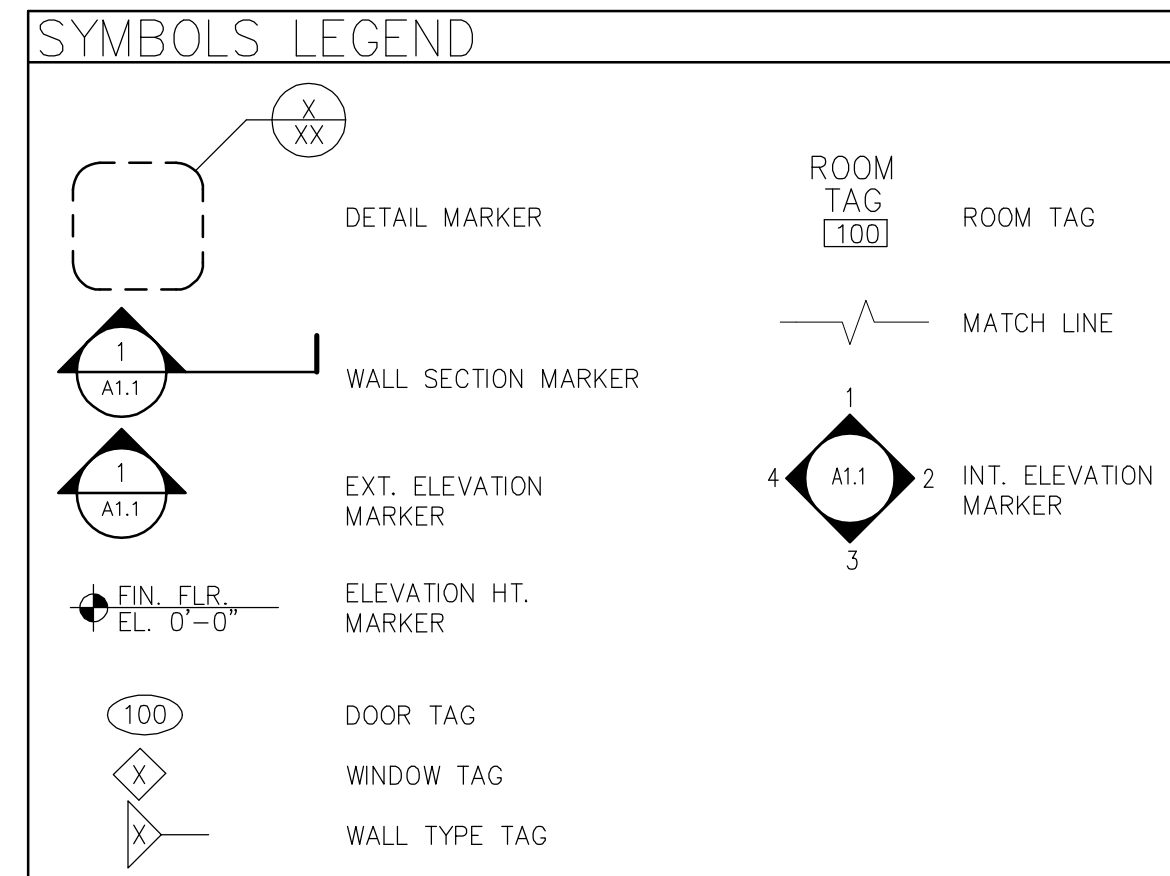 SYMBOLS LEGEND
X
XX
DETAIL MARKER
1
A1.1
WALL SECTION MARKER
1
A1.1
EXT. ELEVATION
MARKER
FIN. FLR.
EL. 0'-0"
ELEVATION HT.
MARKER
100
DOOR TAG
X
WINDOW TAG
X
WALL TYPE TAG
ROOM
TAG
100
ROOM TAG
MATCH LINE
1
4
A1.1
2
3
INT. ELEVATION
MARKER